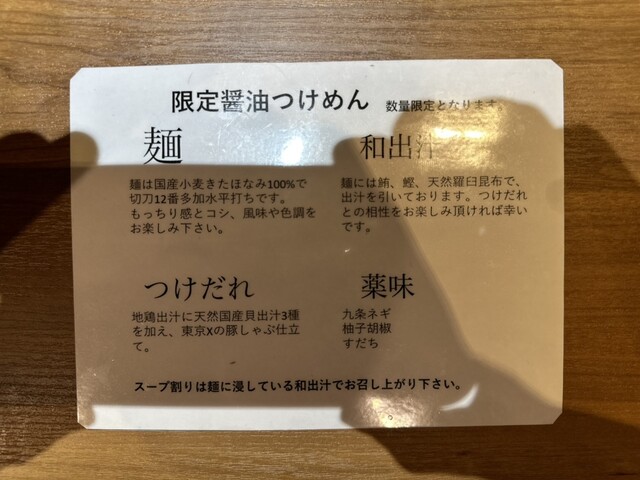 限定醤油つけめん 数量限定となります。
麺
麺は国産小麦きたほなみ100%で
切刀12番多加水平打ちです。
もっちり感とコシ、風味や色調を
お楽しみ下さい。
和出汁
麺には鮪、鰹、天然羅臼昆布で、
出汁を引いております。つけだれ
との相性をお楽しみ頂ければ幸い
です。
つけだれ
地鶏出汁に天然国産貝出汁3種
を加え、東京Xの豚しゃぶ仕立
て。
薬味
九条ネギ
柚子胡椒
すだち
スープ割りは麺に浸している和出汁でお召し上がり下さい。